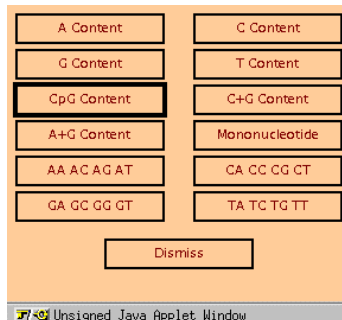 A Content
C Content
G Content
T Content
CpG Content
C+G Content
A+G Content
Mononucleotide
AA AC AG AT
CA CC CG CT
GA GC GG GT
TA TC TG TT
Dismiss
Unsigned Java Applet Window